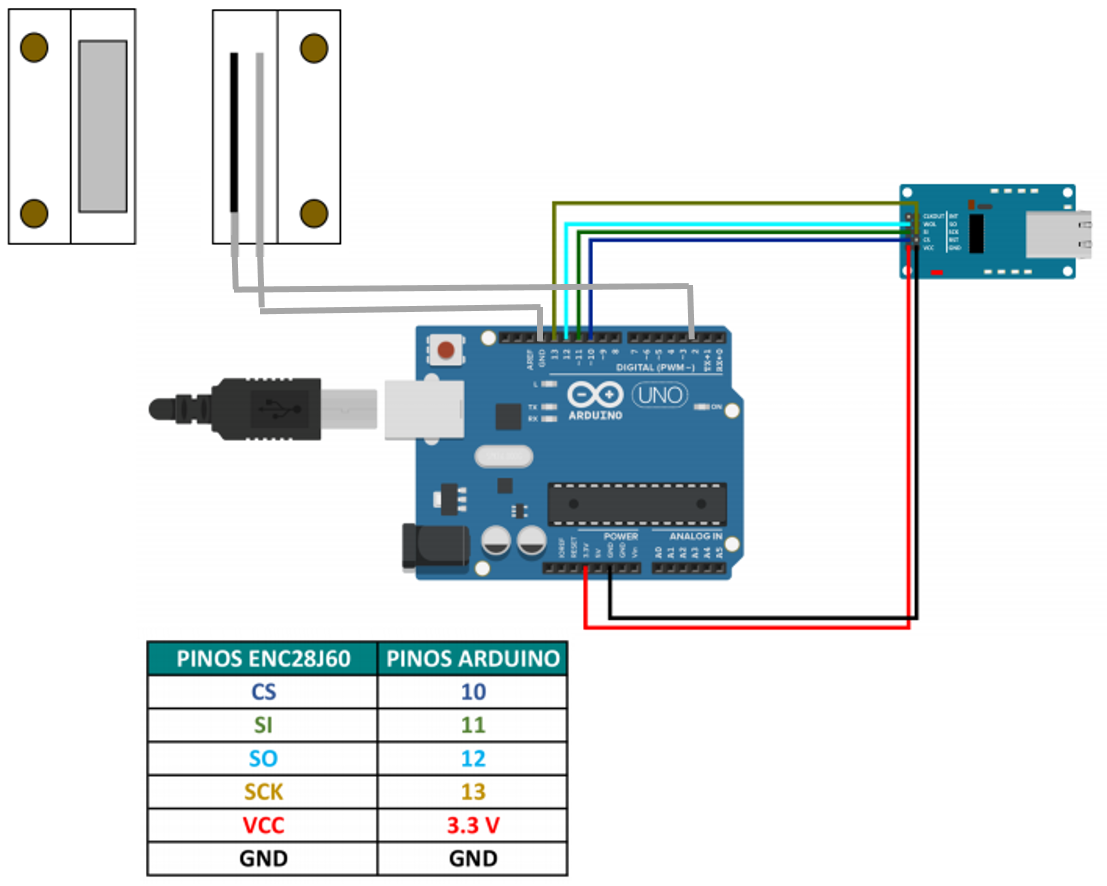 CLKOUT INT
WOL SO
SI SCK
CS RST
VCC GND
AREF
GND
13
12
~11
~10
~9
8
7
~6
~5
4
~3
2
TX→1
RX←0
DIGITAL (PWM ~)
L
TX
RX
ARDUINO
UNO
ON
POWER
ANALOG IN
IOREF
RESET
3.3V
5V
GND
GND
Vin
A0
A1
A2
A3
A4
A5
PINOS ENC28J60 PINOS ARDUINO
CS 10
SI 11
SO 12
SCK 13
VCC 3.3 V
GND GND